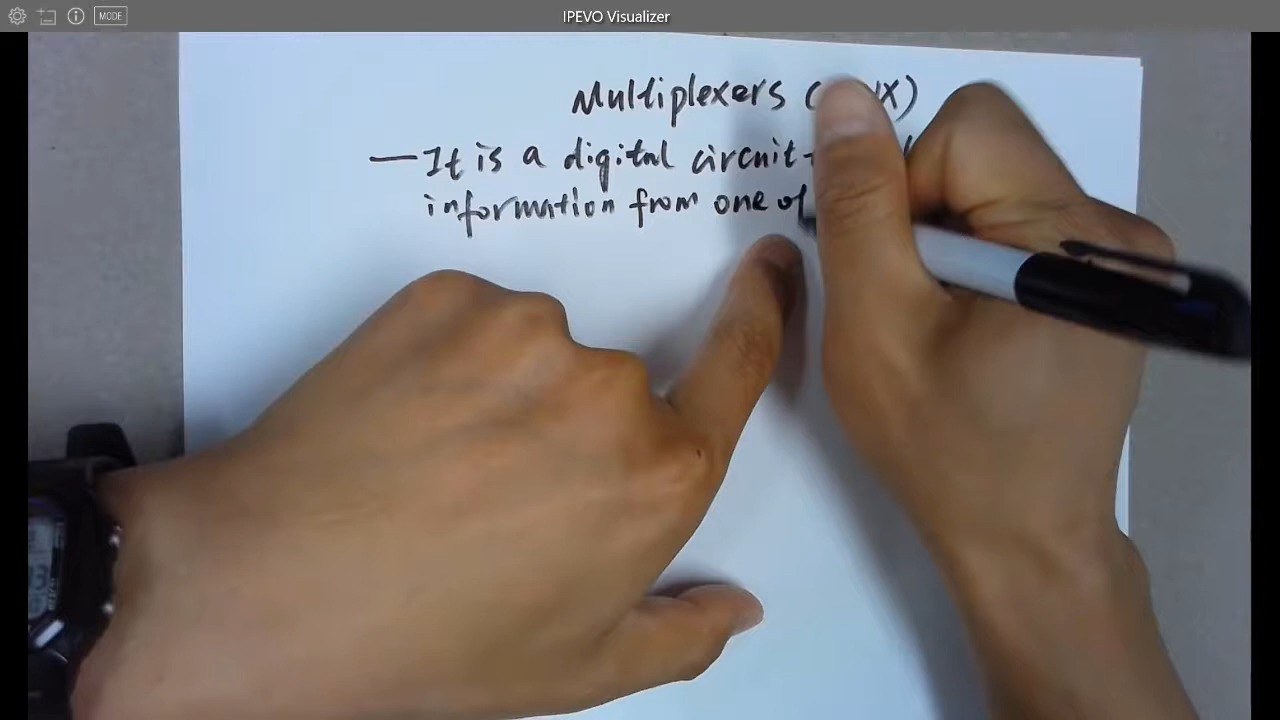 MODE
IPEVO Visualizer
Multiplexers (
It is a digital circuit
information from one of